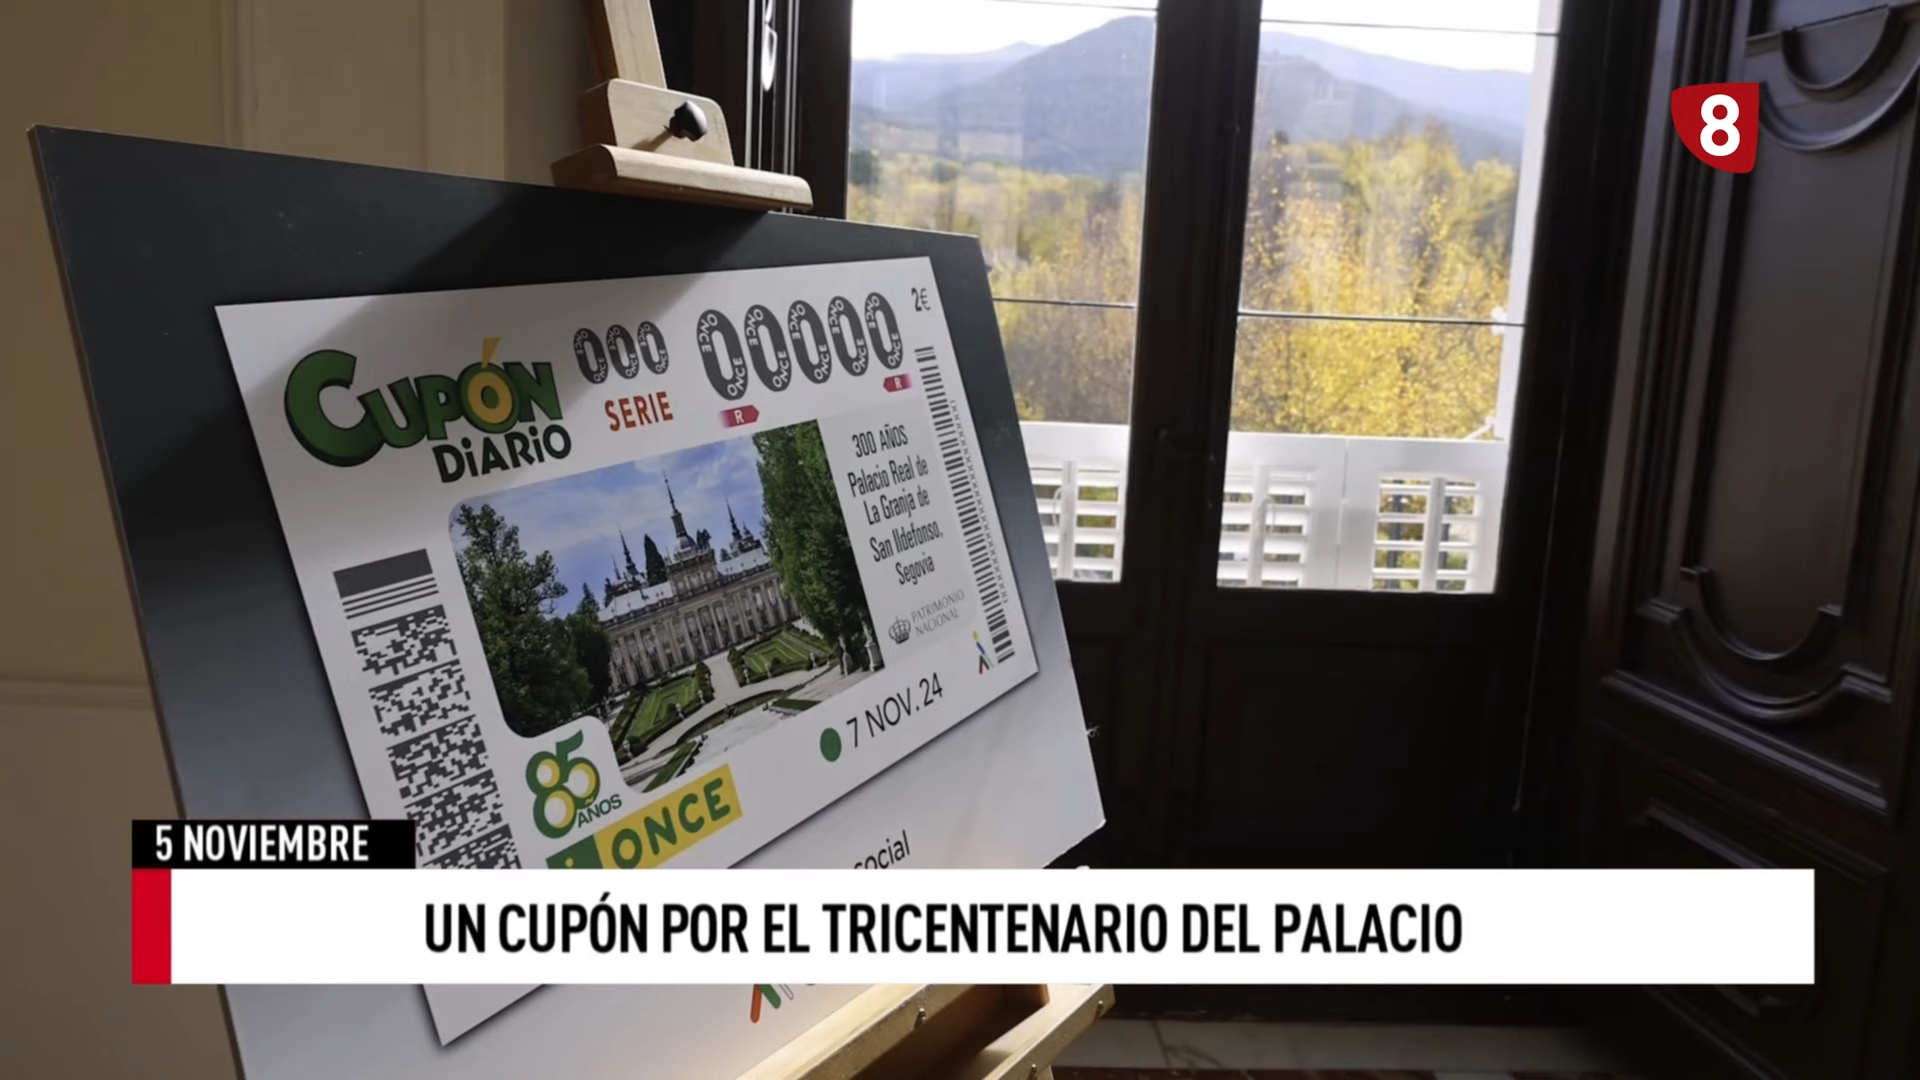 8
CUPÓN
DiARiO
000
SERIE
00000
2€
R
R
300 AÑOS
Palacio Real de
La Granja de
San Ildefonso,
Segovia
PATRIMONIO
NACIONAL
7 NOV. 24
85
AÑOS
ONCE
social
5 NOVIEMBRE
UN CUPÓN POR EL TRICENTENARIO DEL PALACIO